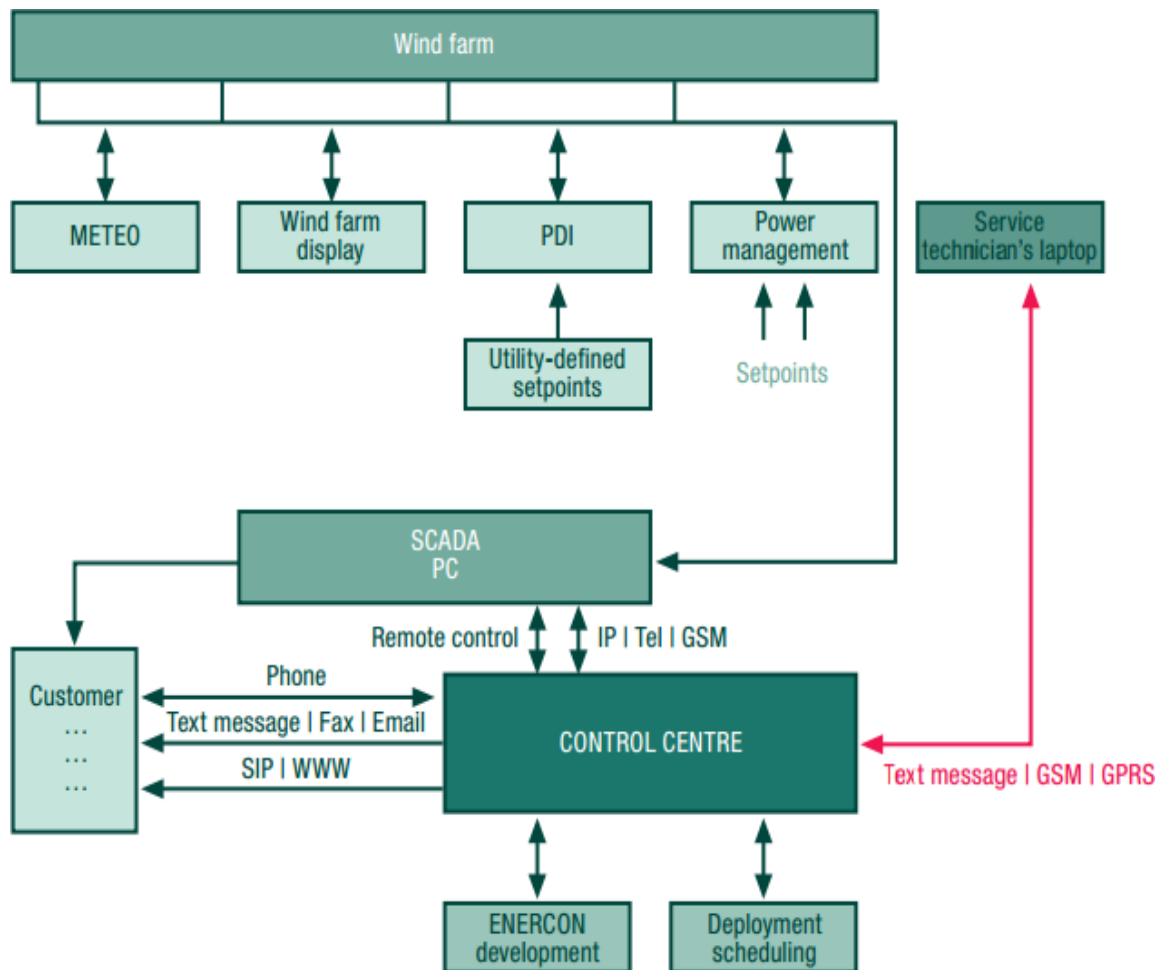 Wind farm
METEO
Wind farm
display
PDI
Power
management
Service
technician's laptop
Utility-defined
setpoints
Setpoints
SCADA
PC
Remote control
IP | Tel | GSM
Customer
...
...
...
Phone
Text message | Fax | Email
SIP | WWW
CONTROL CENTRE
Text message | GSM | GPRS
ENERCON
development
Deployment
scheduling